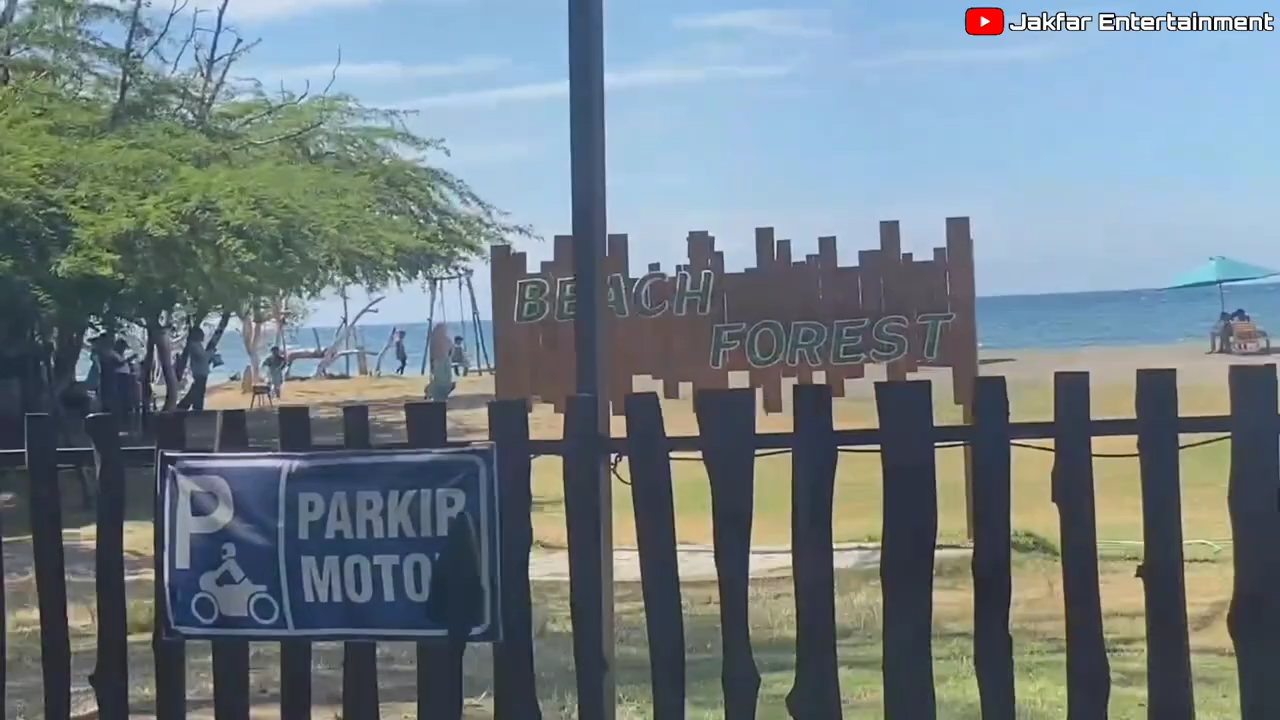 Jakfar Entertainment
BEACH
FOREST
P
PARKIR
MOTO